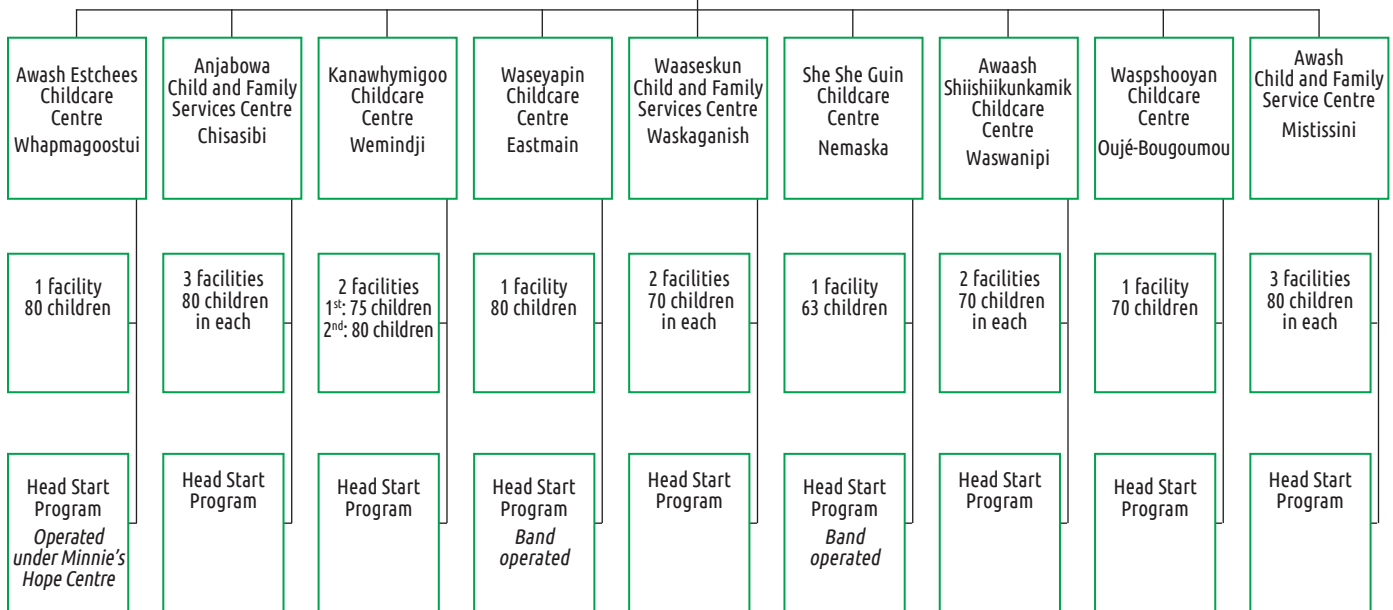 Awash Estchees
Childcare
Centre
Whapmagoostui
Anjabowa
Child and Family
Services Centre
Chisasibi
Kanawhymigoo
Childcare
Centre
Wemindji
Waseyapin
Childcare
Centre
Eastmain
Waaseskun
Child and Family
Services Centre
Waskaganish
She She Guin
Childcare
Centre
Nemaska
Awaash
Shiishiikunkamik
Childcare
Centre
Waswanipi
Waspshooyan
Childcare
Centre
Oujé-Bougoumou
Awash
Child and Family
Service Centre
Mistissini
1 facility
80 children
3 facilities
80 children
in each
2 facilities
1st: 75 children
2nd: 80 children
1 facility
80 children
2 facilities
70 children
in each
1 facility
63 children
2 facilities
70 children
in each
1 facility
70 children
3 facilities
80 children
in each
Head Start
Program
Operated
under Minnie's
Hope Centre
Head Start
Program
Head Start
Program
Head Start
Program
Band
operated
Head Start
Program
Head Start
Program
Band
operated
Head Start
Program
Head Start
Program
Head Start
Program